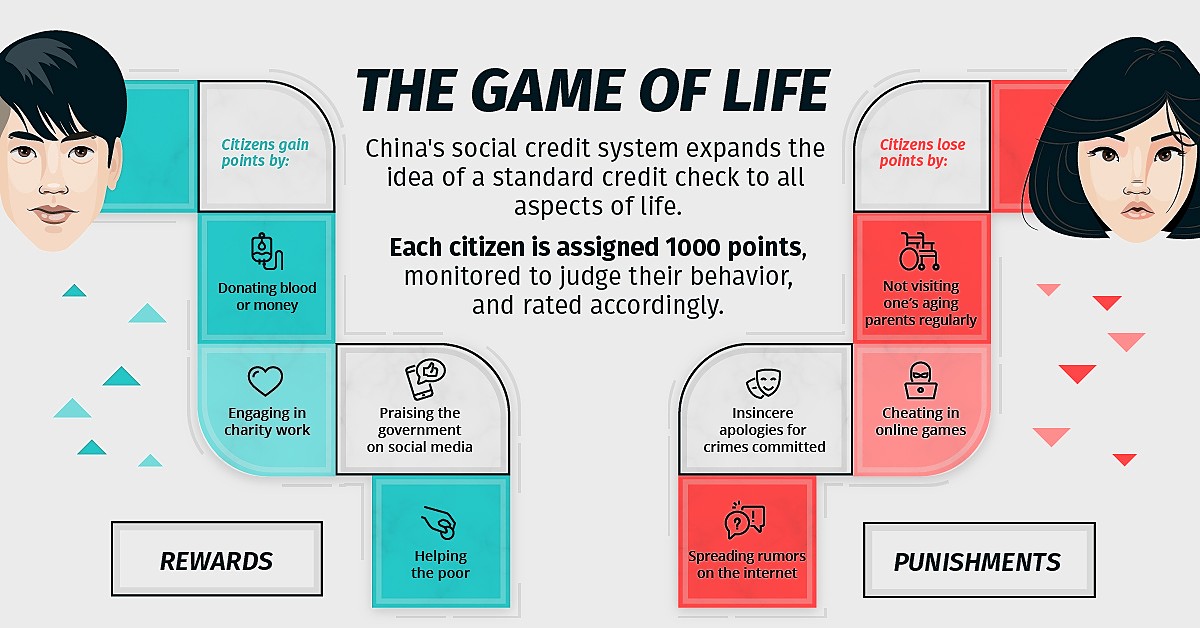 THE GAME OF LIFE
China's social credit system expands the
idea of a standard credit check to all
aspects of life.
Each citizen is assigned 1000 points,
monitored to judge their behavior,
and rated accordingly.
Citizens gain
points by:
Donating blood
or money
Engaging in
charity work
Praising the
government
on social media
Helping
the poor
REWARDS
Citizens lose
points by:
Not visiting
one's aging
parents regularly
Cheating in
online games
Insincere
apologies for
crimes committed
Spreading rumors
on the internet
PUNISHMENTS